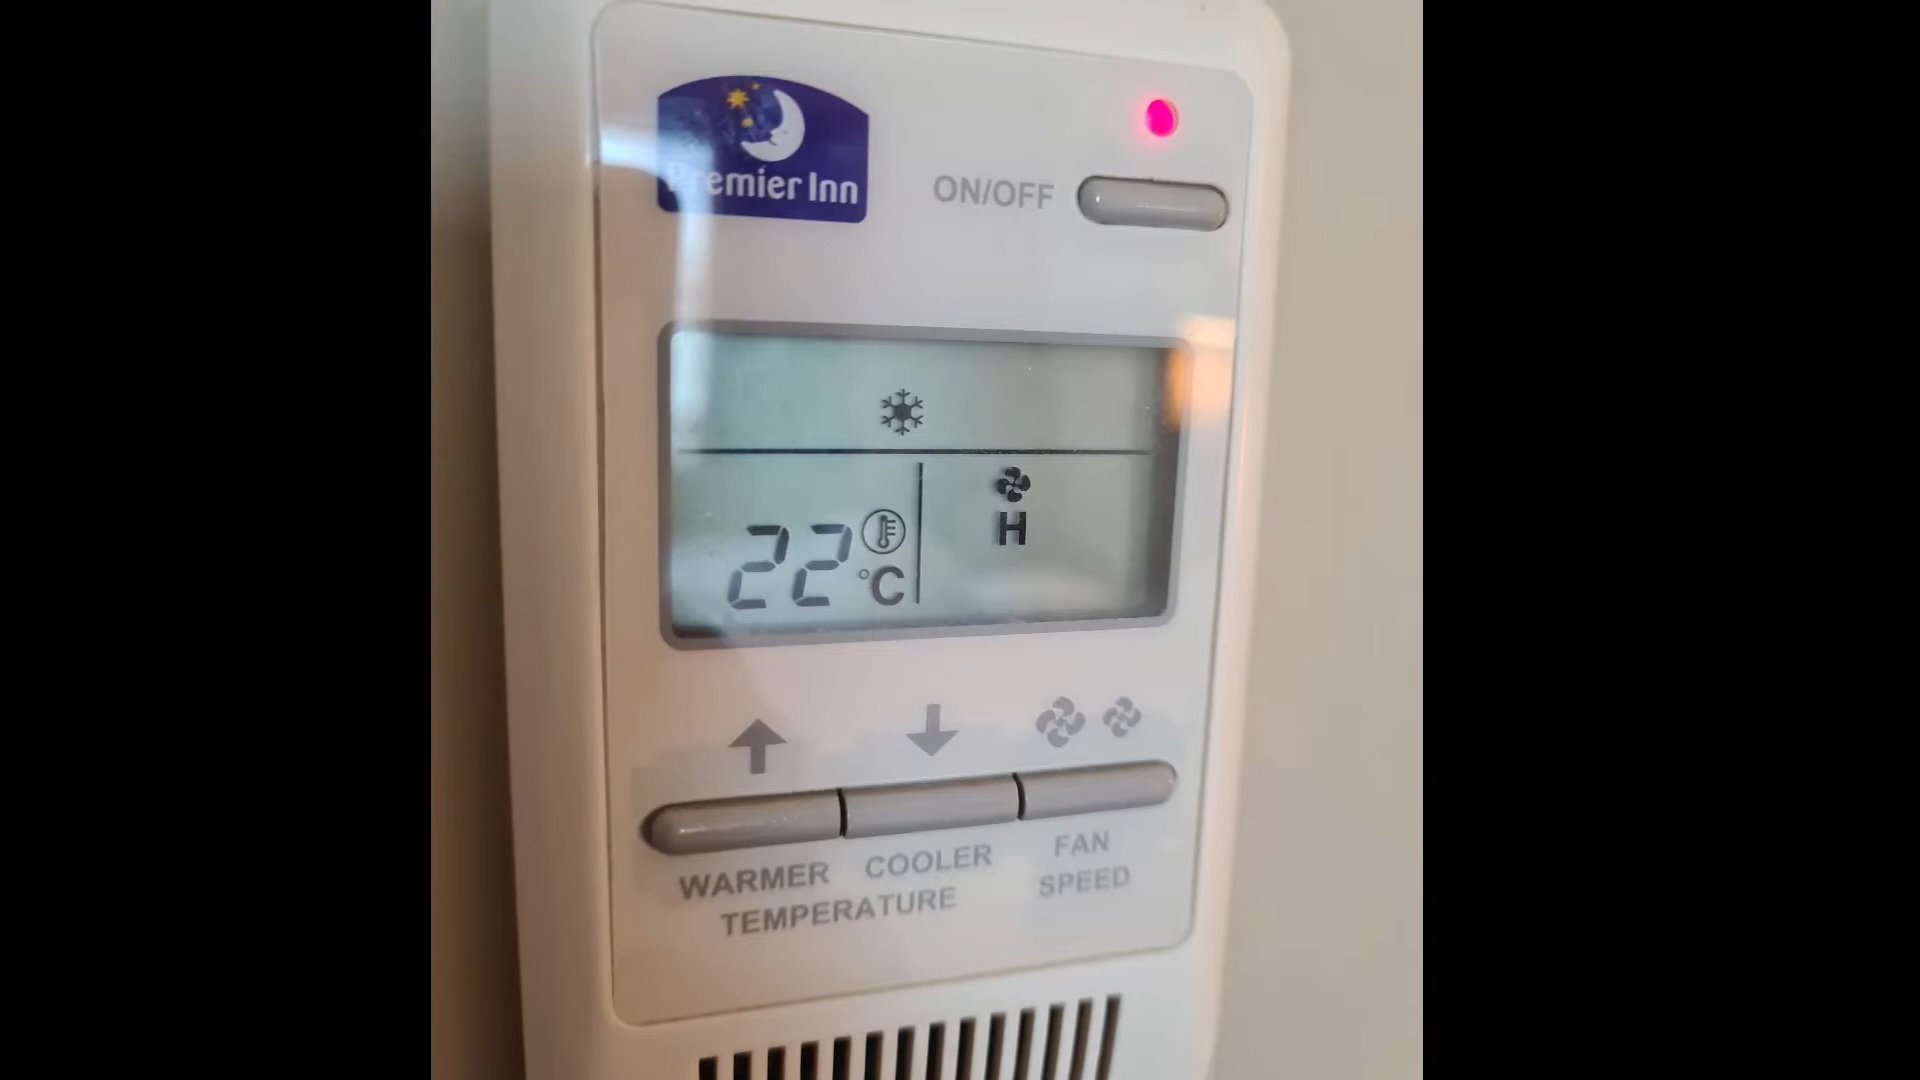 Premier Inn
ON/OFF
H
22 °C
WARMER COOLER FAN
TEMPERATURE SPEED